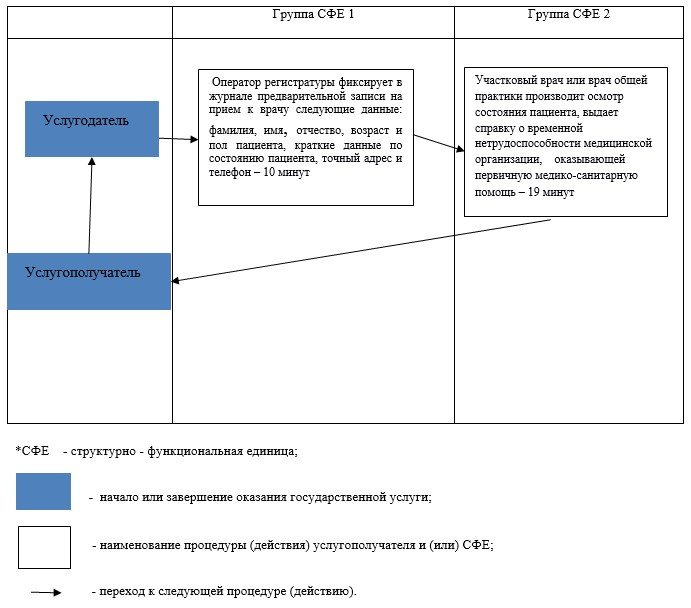 Группа СФЕ 1
Группа СФЕ 2
Услугодатель
Услугополучатель
Оператор регистратуры фиксирует в
журнале предварительной записи на
прием к врачу следующие данные:
фамилия, имя, отчество, возраст и
пол пациента, краткие данные по
состоянию пациента, точный адрес и
телефон – 10 минут
Участковый врач или врач общей
практики производит осмотр
состояния пациента, выдает
справку о временной
нетрудоспособности медицинской
организации, оказывающей
первичную медико-санитарную
помощь – 19 минут
*СФЕ - структурно - функциональная единица;
- начало или завершение оказания государственной услуги;
- наименование процедуры (действия) услугополучателя и (или) СФЕ;
- переход к следующей процедуре (действию).